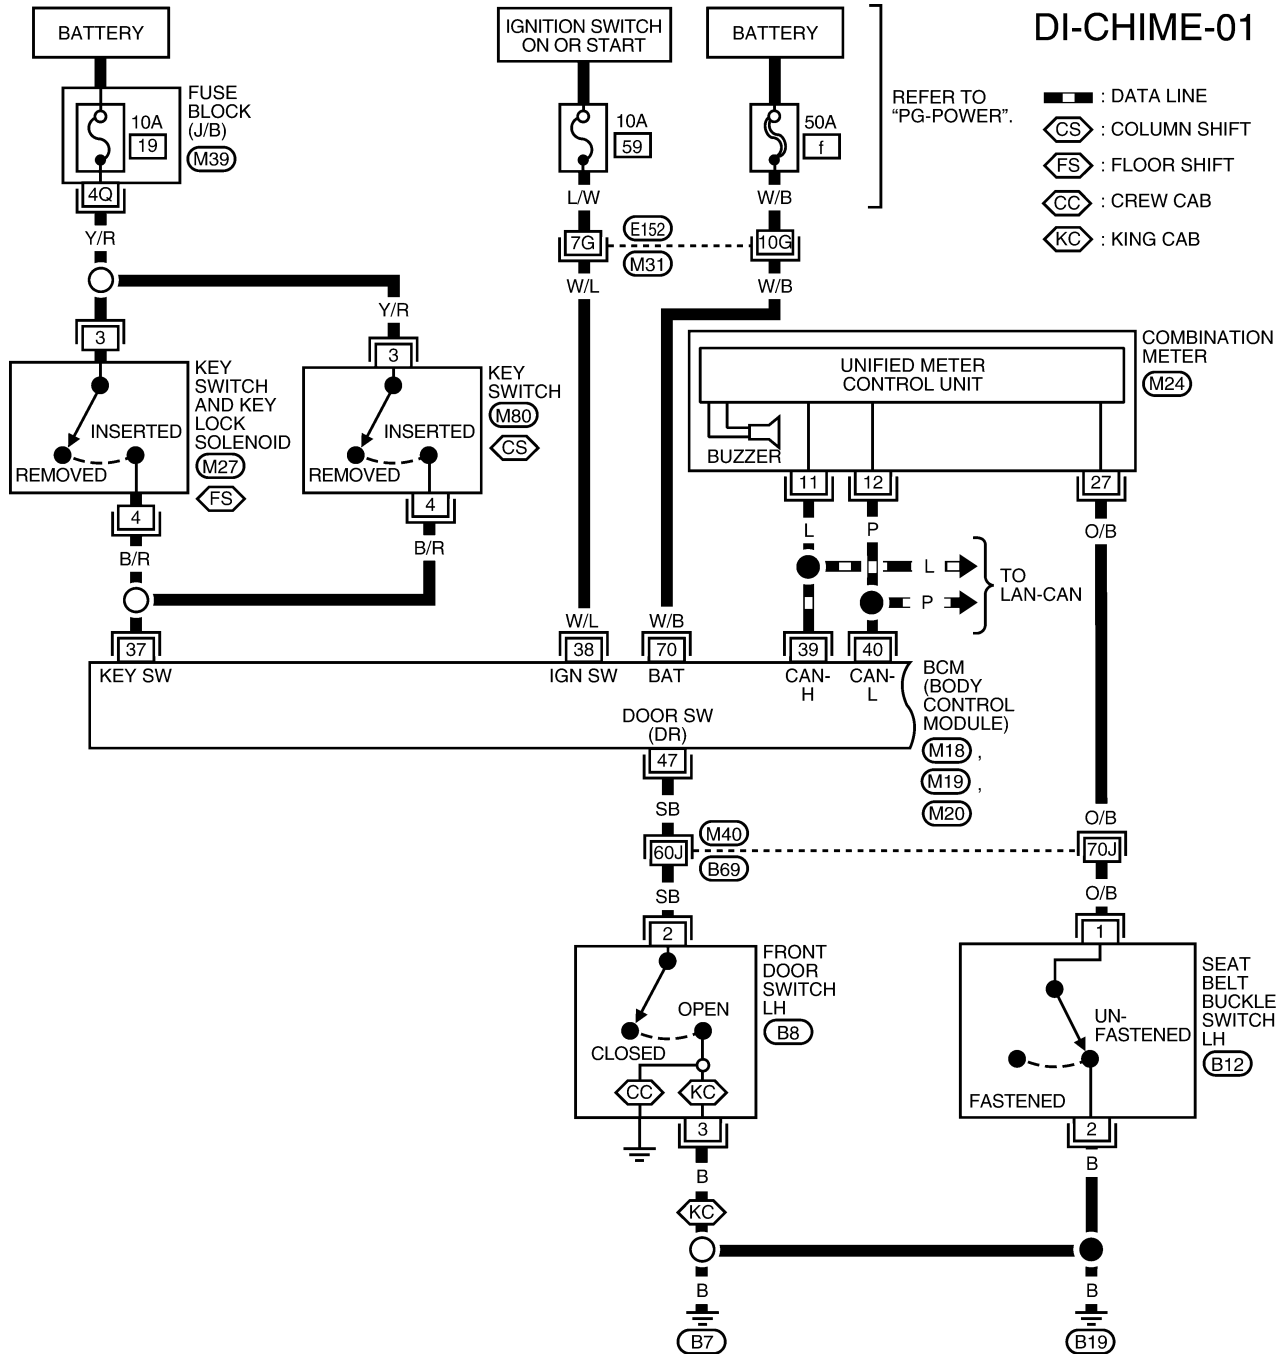 DI-CHIME-01
BATTERY
IGNITION SWITCH
ON OR START
BATTERY
REFER TO
“PG-POWER”.
: DATA LINE
CS : COLUMN SHIFT
FS : FLOOR SHIFT
CC : CREW CAB
KC : KING CAB
FUSE
BLOCK
(J/B)
M39
10A
19
4Q
Y/R
10A
59
L/W
50A
f
W/B
7G
E152
M31
10G
W/L
W/B
Y/R
3
3
KEY
SWITCH
AND KEY
LOCK
SOLENOID
M27
FS
INSERTED
REMOVED
KEY
SWITCH
M80
CS
INSERTED
REMOVED
4
B/R
4
B/R
COMBINATION
METER
M24
UNIFIED METER
CONTROL UNIT
BUZZER
11
12
27
L
P
O/B
L
P
TO
LAN-CAN
W/L
W/B
37
38
70
39
40
KEY SW
IGN SW
BAT
CAN-
H
CAN-
L
DOOR SW
(DR)
BCM
(BODY
CONTROL
MODULE)
M18 ,
M19 ,
M20
47
SB
O/B
60J
M40
B69
70J
SB
O/B
2
1
FRONT
DOOR
SWITCH
LH
B8
OPEN
CLOSED
CC
KC
3
SEAT
BELT
BUCKLE
SWITCH
LH
B12
UN-
FASTENED
FASTENED
2
B
B
KC
B
B
B7
B19